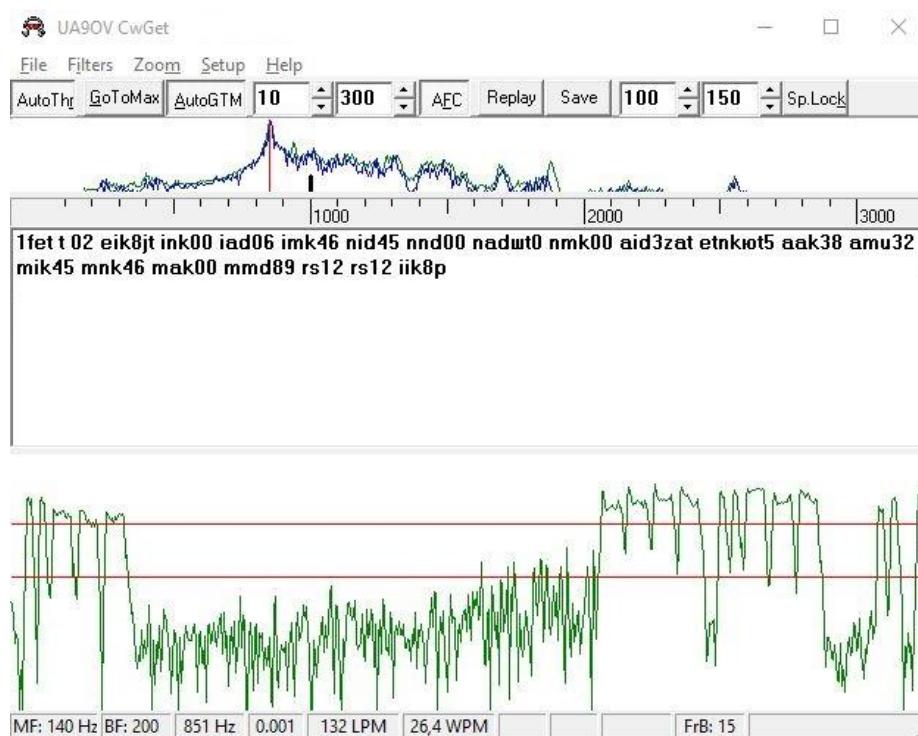 UA9OV CwGet
File Filters Zoom Setup Help
AutoThr GoToMax AutoGTM 10 300 AFC Replay Save 100 150 Sp.Lock
1000 2000 3000
1fet t 02 eik8jt ink00 iad06 imk46 nid45 nnd00 nadшt0 nmk00 aid3zat etnkюt5 aak38 amu32
mik45 mnk46 mak00 mmd89 rs12 rs12 iik8p
MF: 140 Hz BF: 200 851 Hz 0.001 132 LPM 26,4 WPM FrB: 15